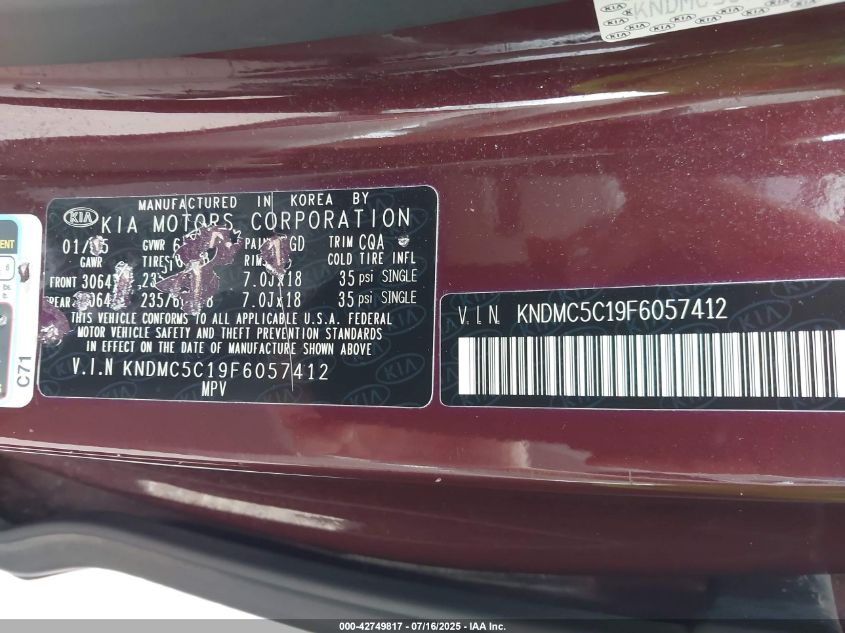 KIA KNDMC5C
MANUFACTURED IN KOREA BY
KIA KIA MOTORS CORPORATION
GVWR TRIM CQA
GAWR TIRES RIMS COLD TIRE INFL
FRONT 7.0Jx18 35 psi SINGLE
7.0Jx18 35 psi SINGLE
THIS VEHICLE CONFORMS TO ALL APPLICABLE U.S.A. FEDERAL
MOTOR VEHICLE SAFETY AND THEFT PREVENTION STANDARDS
IN EFFECT ON THE DATE OF MANUFACTURE SHOWN ABOVE
V.I.N KNDMC5C19F6057412
MPV
C71
V.I.N. KNDMC5C19F6057412
000-42749817 - 07/16/2025 - IAA Inc.